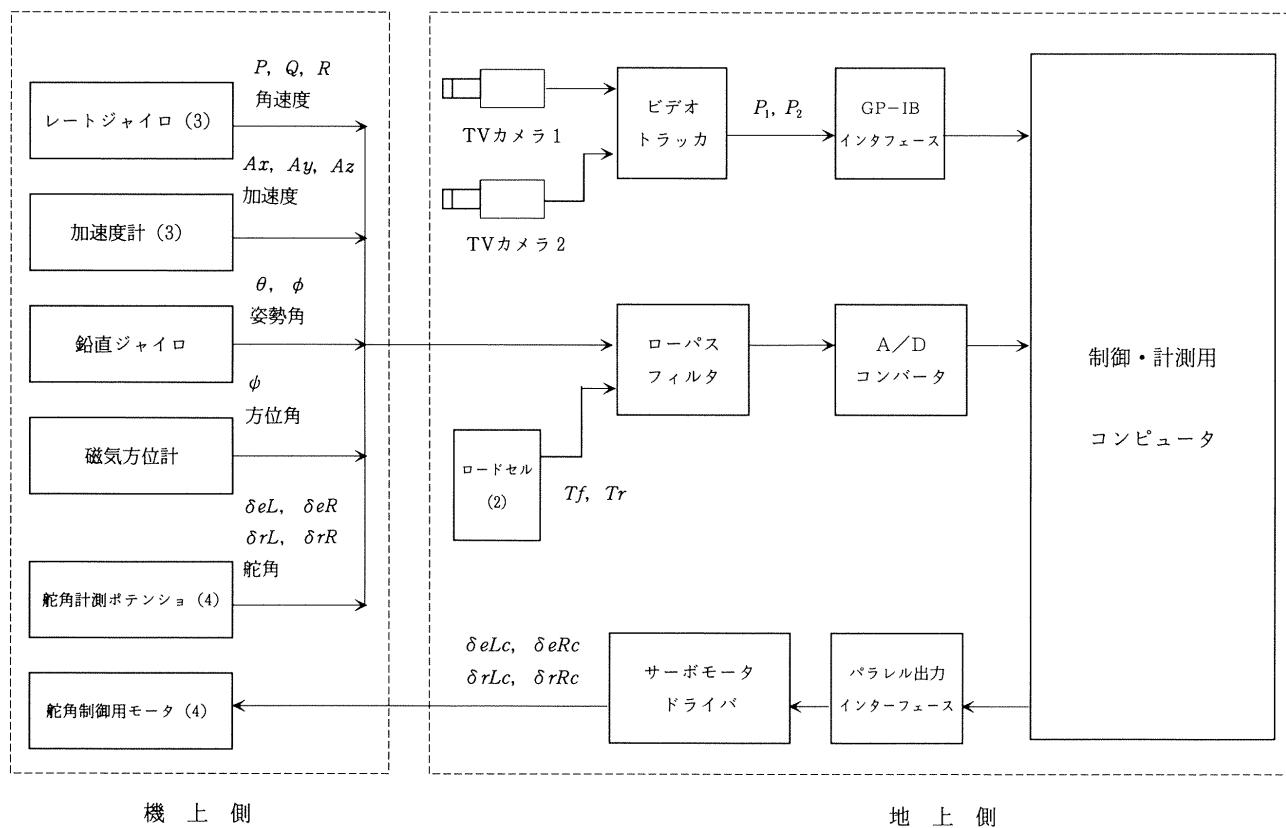 P, Q, R
角速度
レートジャイロ (3)
Ax, Ay, Az
加速度
加速度計 (3)
θ, φ
姿勢角
鉛直ジャイロ
φ
方位角
磁気方位計
δeL, δeR
δrL, δrR
舵角
舵角計測ポテンショ (4)
舵角制御用モータ (4)
機上側
TVカメラ1
TVカメラ2
ビデオ
トラッカ
P₁, P₂
GP-IB
インタフェース
ローパス
フィルタ
A/D
コンバータ
ロードセル
(2)
Tf, Tr
δeLc, δeRc
δrLc, δrRc
サーボモータ
ドライバ
パラレル出力
インターフェース
制御・計測用
コンピュータ
地上側